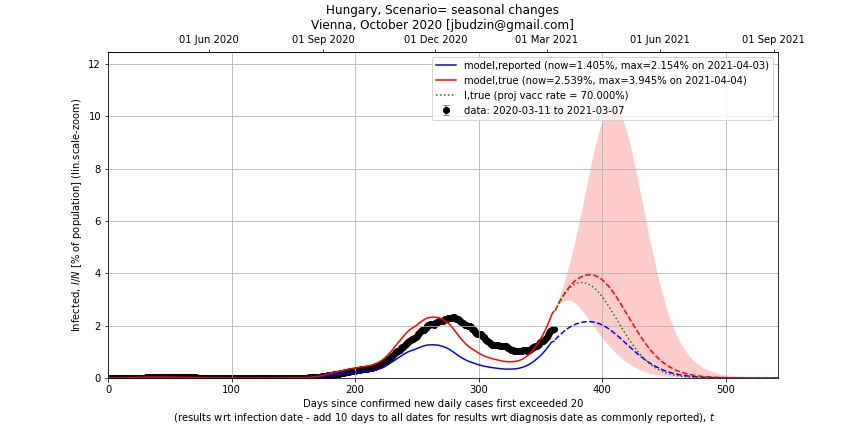 Hungary, Scenario= seasonal changes
Vienna, October 2020 [jbudzin@gmail.com]
01 Jun 2020 01 Sep 2020 01 Dec 2020 01 Mar 2021 01 Jun 2021 01 Sep 2021
model,reported (now=1.405%, max=2.154% on 2021-04-03)
model,true (now=2.539%, max=3.945% on 2021-04-04)
I,true (proj vacc rate = 70.000%)
data: 2020-03-11 to 2021-03-07
12
10
8
6
4
2
0
Infected, I/N [% of population] (lin.scale-zoom)
0 100 200 300 400 500
Days since confirmed new daily cases first exceeded 20
(results wrt infection date - add 10 days to all dates for results wrt diagnosis date as commonly reported), t